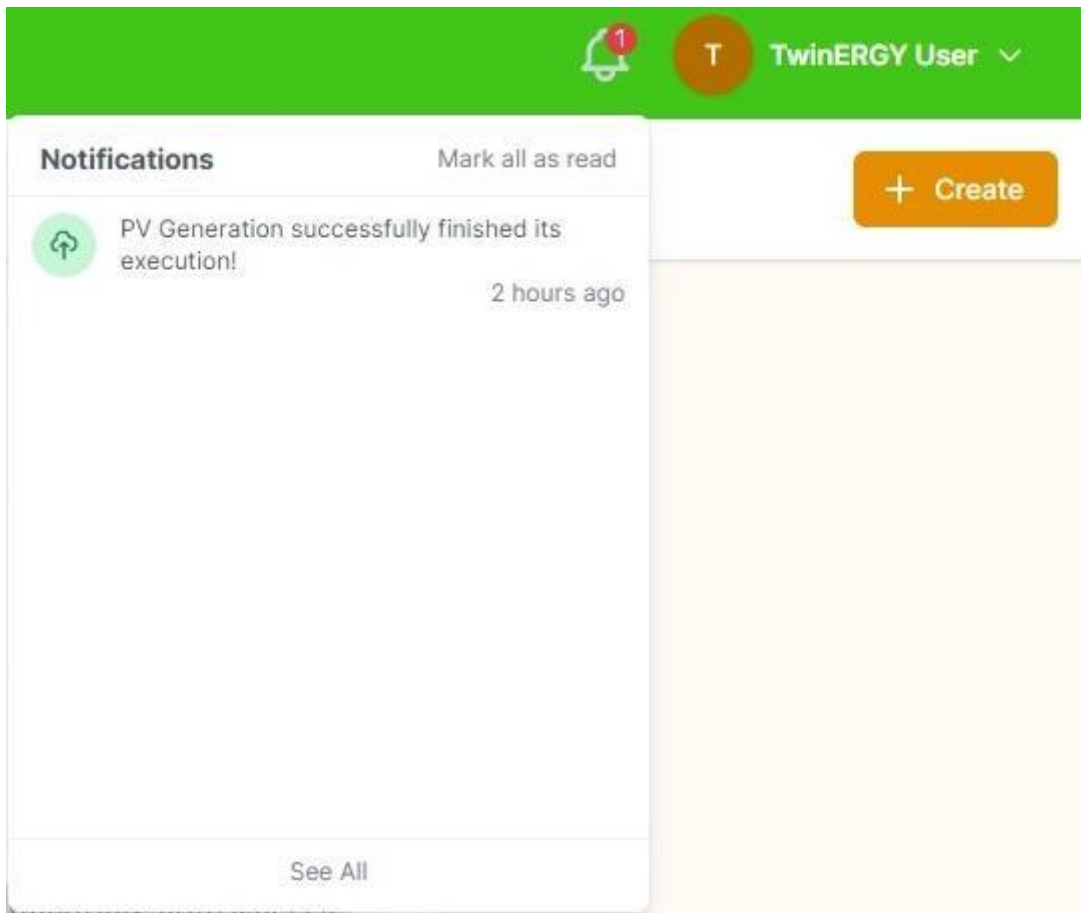 1
T
TwinERGY User
Notifications
Mark all as read
+ Create
PV Generation successfully finished its
execution!
2 hours ago
See All